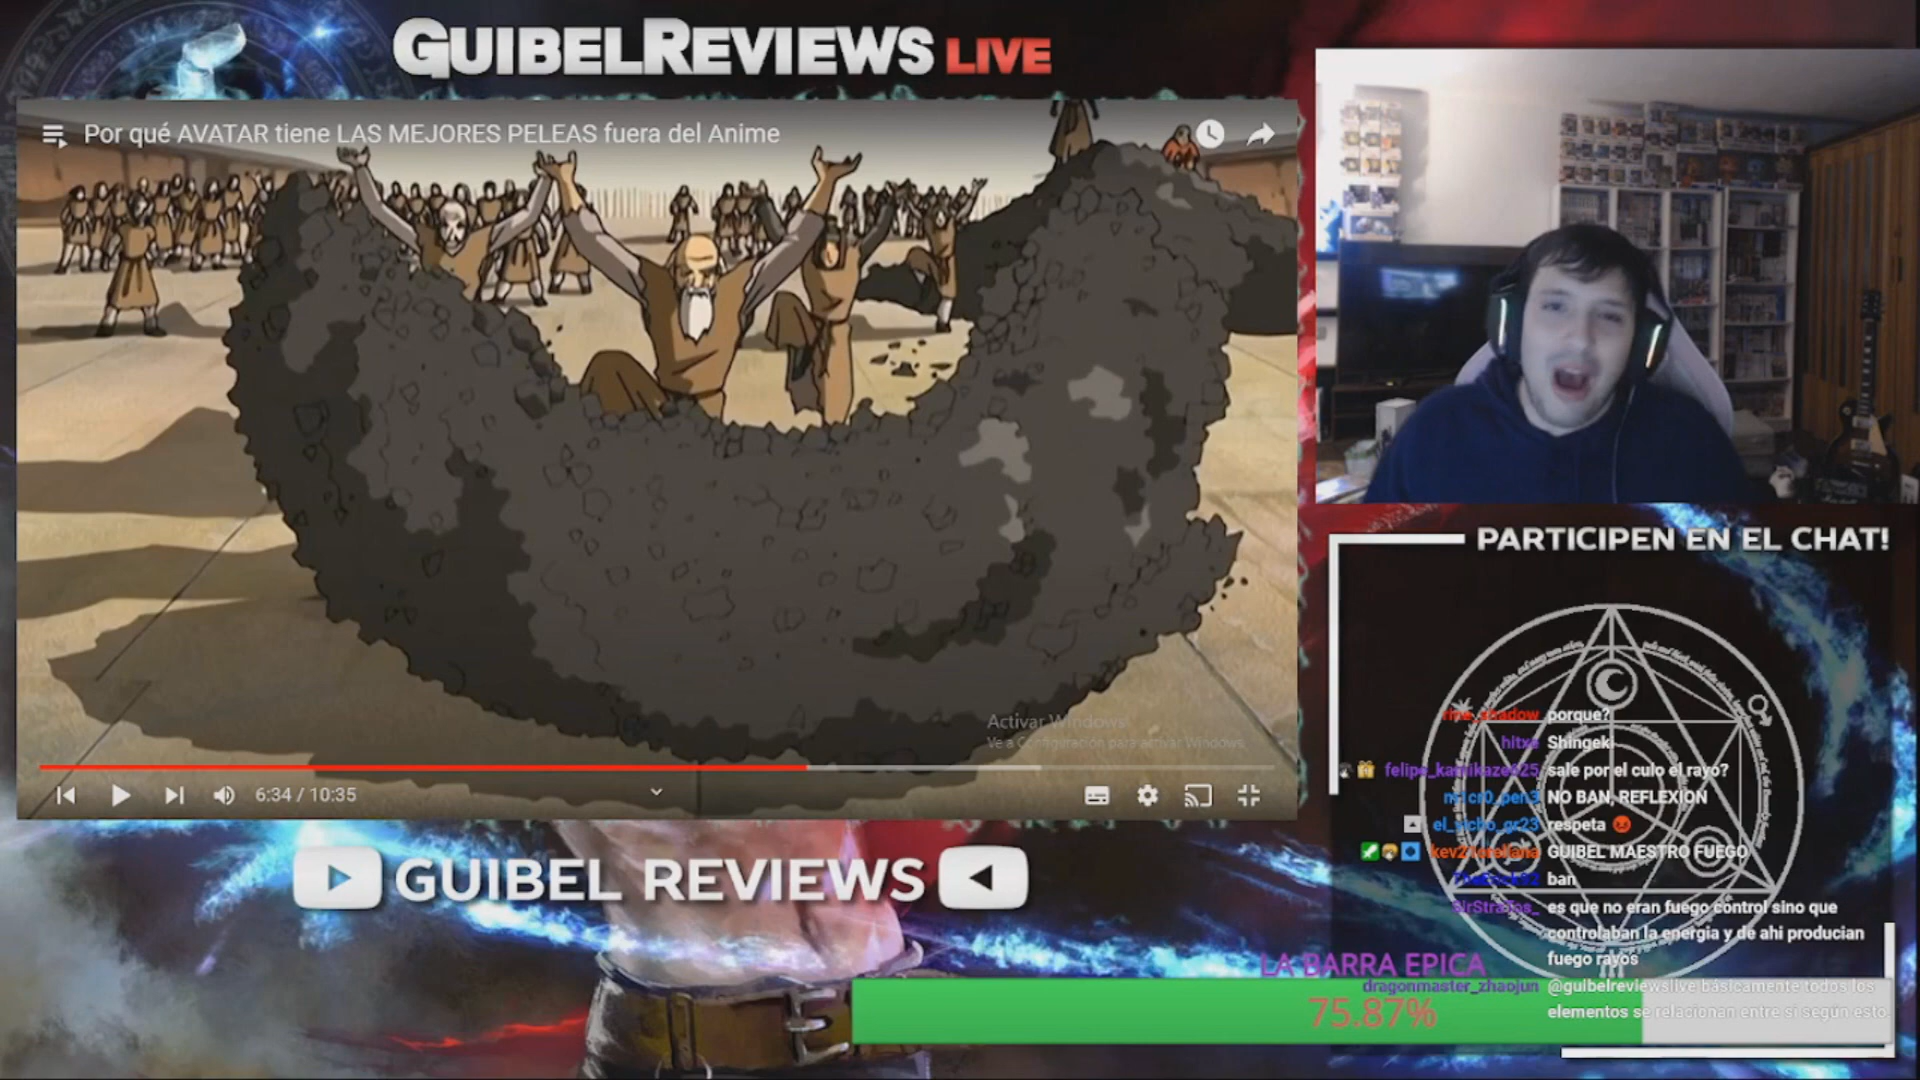 GUIBELREVIEWS LIVE
Por qué AVATAR tiene LAS MEJORES PELEAS fuera del Anime
Activar Windows
Ve a Configuración para activar Windows.
6:34 / 10:35
GUIBEL REVIEWS
PARTICIPEN EN EL CHAT!
porque?
hitxs Shingeki
felipe_kamikaze625 sale por el culo el rayo?
NO BAN, REFLEXION
respeta
GUIBEL MAESTRO FUEGO
ban
es que no eran fuego control sino que
controlaban la energia y de ahi producian
fuego rayos
LA BARRA EPICA
dragonmaster_zhaojun @guibelreviewslive básicamente todos los
elementos se relacionan entre si según esto
75.87%